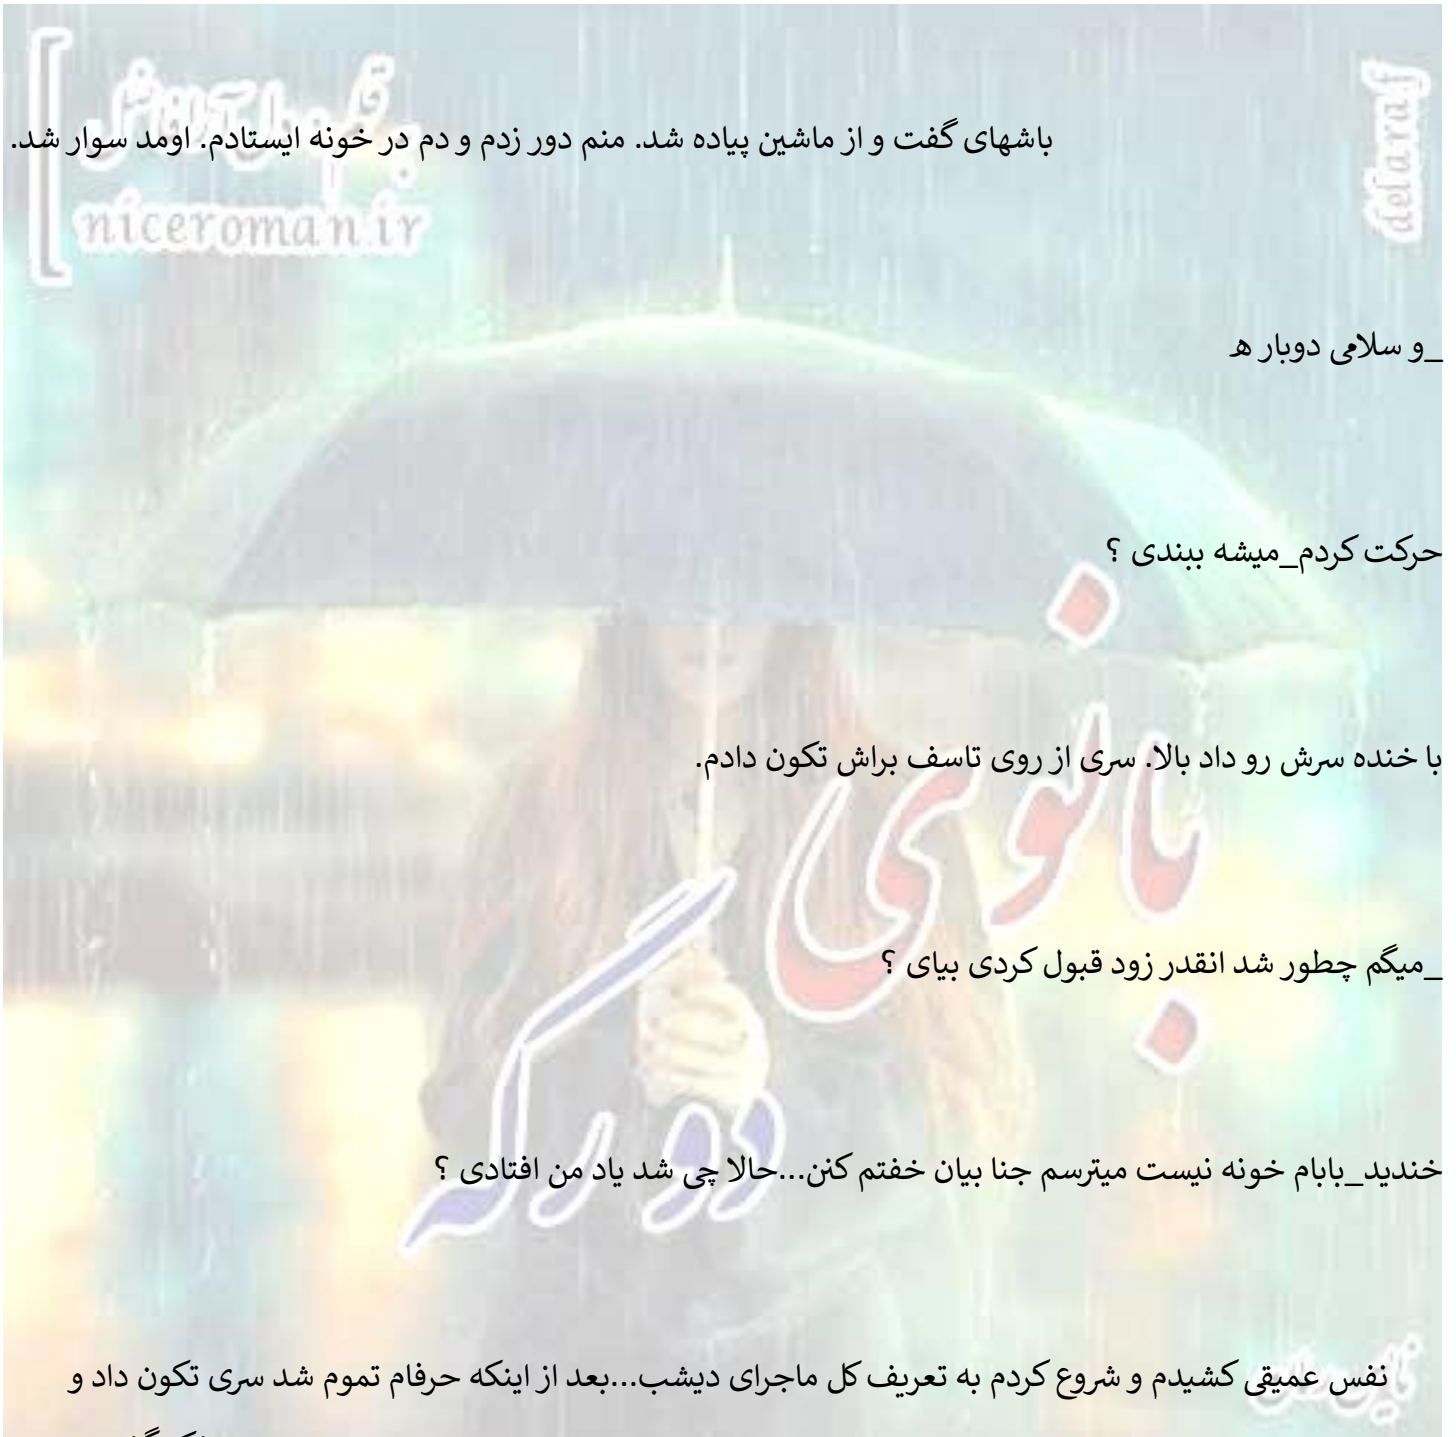 باشهای گفت و از ماشین پیاده شد. منم دور زدم و دم در خونه ایستادم. اومد سوار شد.
niceroman.ir
delaraf
_و سلامی دوبار ه
حرکت کردم_میشه ببندی ؟
با خنده سرش رو داد بالا. سری از روی تاسف براش تکون دادم.
بانوی
_میگم چطور شد انقدر زود قبول کردی بیای ؟
دو رگه
خندید_بابام خونه نیست میترسم جنا بیان خفتم کنن...حالا چی شد یاد من افتادی ؟
نفس عمیقی کشیدم و شروع کردم به تعریف کل ماجرای دیشب...بعد از اینکه حرفام تموم شد سری تکون داد و